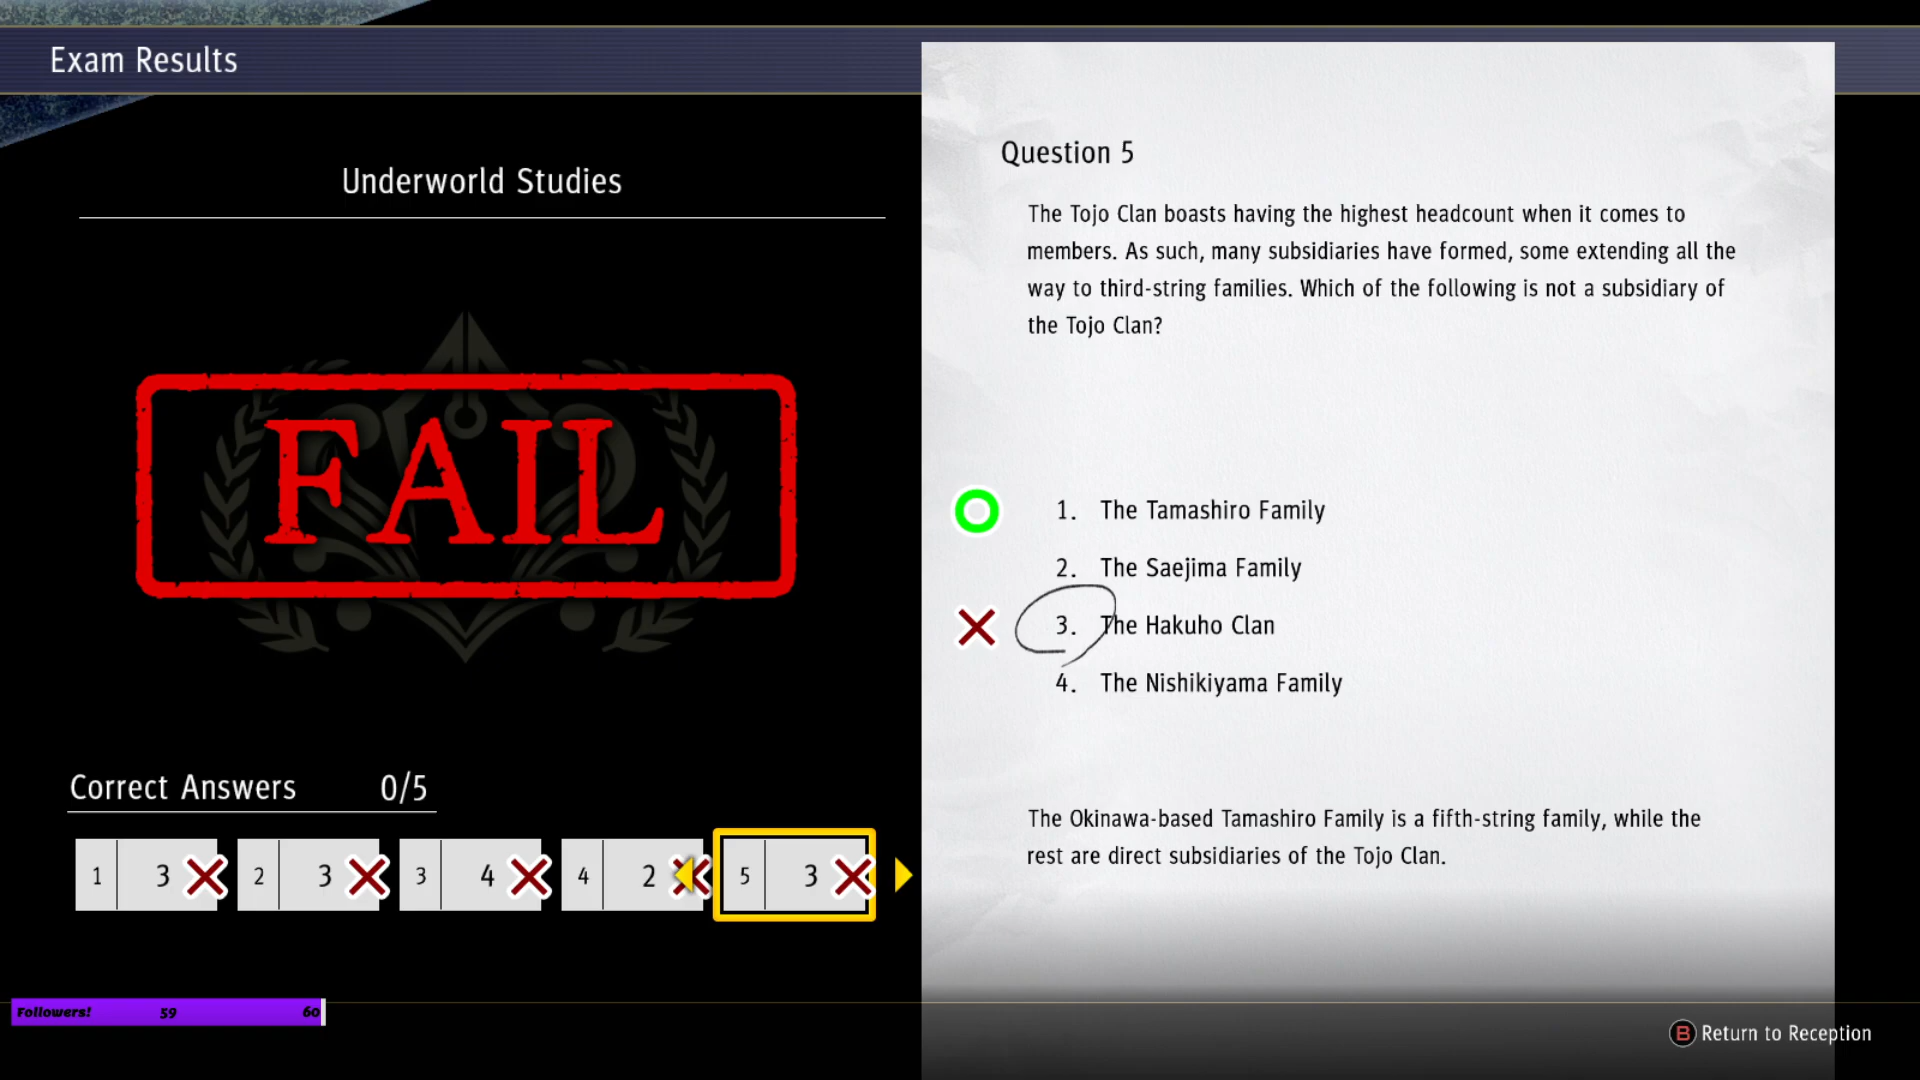 Exam Results
Underworld Studies
FAIL
Correct Answers 0/5
1 3 2 3 3 4 4 2 5 3
Followers! 59 60
Question 5
The Tojo Clan boasts having the highest headcount when it comes to
members. As such, many subsidiaries have formed, some extending all the
way to third-string families. Which of the following is not a subsidiary of
the Tojo Clan?
1. The Tamashiro Family
2. The Saejima Family
3. The Hakuho Clan
4. The Nishikiyama Family
The Okinawa-based Tamashiro Family is a fifth-string family, while the
rest are direct subsidiaries of the Tojo Clan.
B Return to Reception